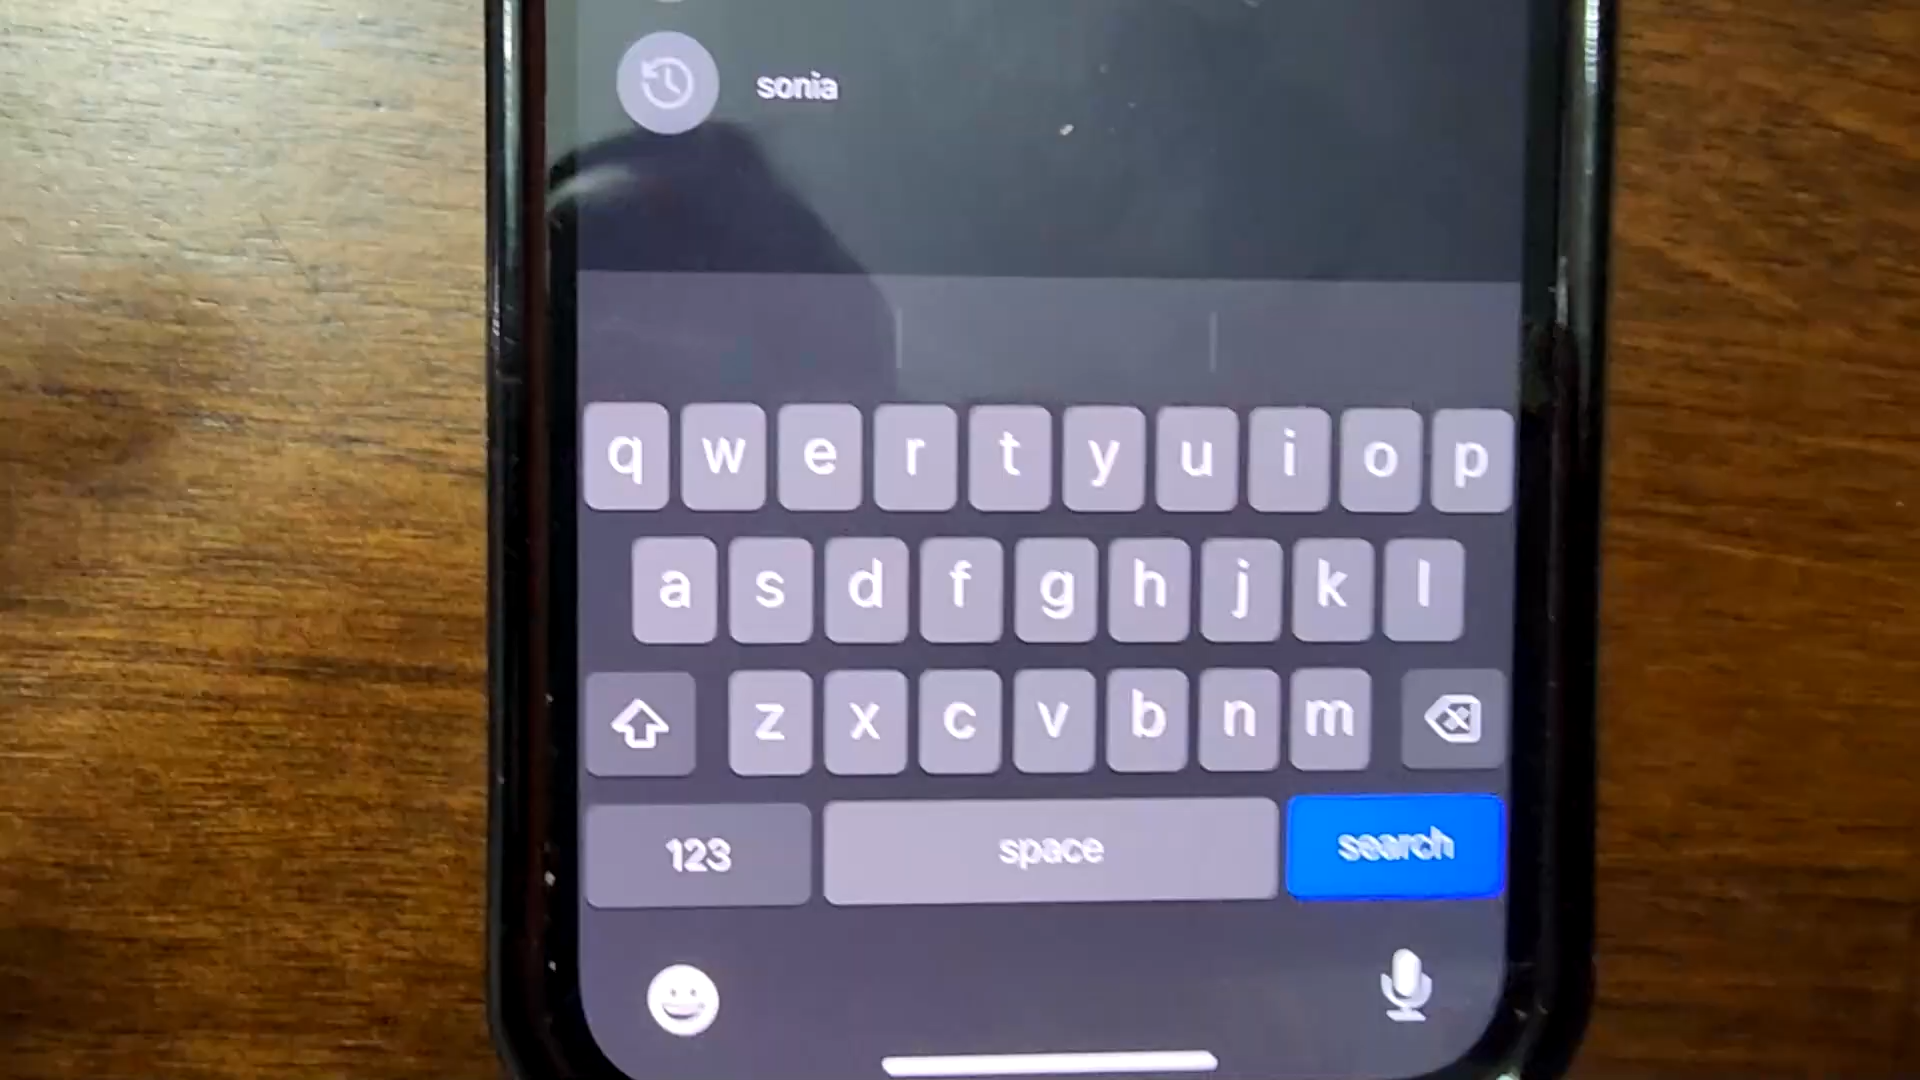 sonia
q w e r t y u i o p
a s d f g h j k l
z x c v b n m
123 space search